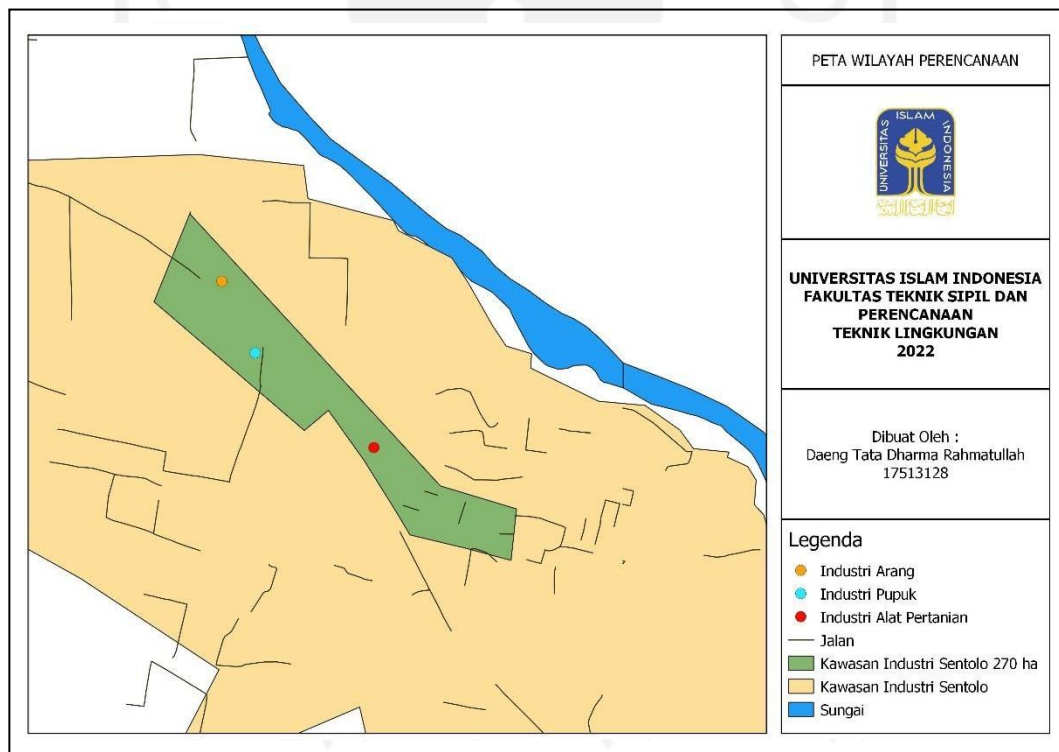 PETA WILAYAH PERENCANAAN
ISLAM
UNIVERSITAS
INDONESIA
UNIVERSITAS ISLAM INDONESIA
FAKULTAS TEKNIK SIPIL DAN
PERENCANAAN
TEKNIK LINGKUNGAN
2022
Dibuat Oleh :
Daeng Tata Dharma Rahmatullah
17513128
Legenda
Industri Arang
Industri Pupuk
Industri Alat Pertanian
Jalan
Kawasan Industri Sentolo 270 ha
Kawasan Industri Sentolo
Sungai